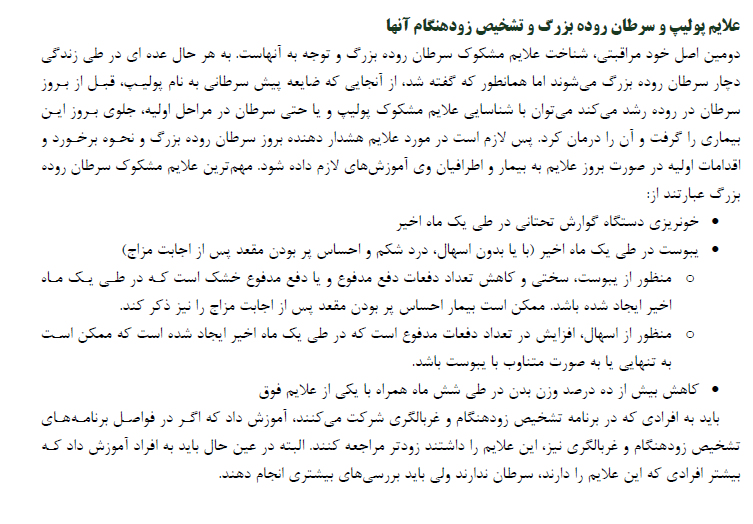 علایم پولیپ و سرطان روده بزرگ و تشخیص زودهنگام آنها
دومین اصل خود مراقبتی، شناخت علایم مشکوک سرطان روده بزرگ و توجه به آنهاست. به هر حال عده ای در طی زندگی
دچار سرطان روده بزرگ می‌شوند اما همانطور که گفته شد، از آنجایی که ضایعه پیش سرطانی به نام پولیپ، قبل از بروز
سرطان در روده رشد می‌کند می‌توان با شناسایی علایم مشکوک پولیپ و یا حتی سرطان در مراحل اولیه، جلوی بروز این
بیماری را گرفت و آن را درمان کرد. پس لازم است در مورد علایم هشدار دهنده بروز سرطان روده بزرگ و نحوه برخورد و
اقدامات اولیه در صورت بروز علایم به بیمار و اطرافیان وی آموزش‌های لازم داده شود. مهم‌ترین علایم مشکوک سرطان روده
بزرگ عبارتند از:
• خونریزی دستگاه گوارش تحتانی در طی یک ماه اخیر
• یبوست در طی یک ماه اخیر (با یا بدون اسهال، درد شکم و احساس پر بودن مقعد پس از اجابت مزاج)
○ منظور از یبوست، سختی و کاهش تعداد دفعات دفع مدفوع و یا دفع مدفوع خشک است که در طی یک ماه
اخیر ایجاد شده باشد. ممکن است بیمار احساس پر بودن مقعد پس از اجابت مزاج را نیز ذکر کند.
○ منظور از اسهال، افزایش در تعداد دفعات مدفوع است که در طی یک ماه اخیر ایجاد شده است که ممکن است
به تنهایی یا به صورت متناوب با یبوست باشد.
• کاهش بیش از ده درصد وزن بدن در طی شش ماه همراه با یکی از علایم فوق
باید به افرادی که در برنامه تشخیص زودهنگام و غربالگری شرکت می‌کنند، آموزش داد که اگر در فواصل برنامه‌های
تشخیص زودهنگام و غربالگری نیز، این علایم را داشتند زودتر مراجعه کنند. البته در عین حال باید به افراد آموزش داد که
بیشتر افرادی که این علایم را دارند، سرطان ندارند ولی باید بررسی‌های بیشتری انجام دهند.